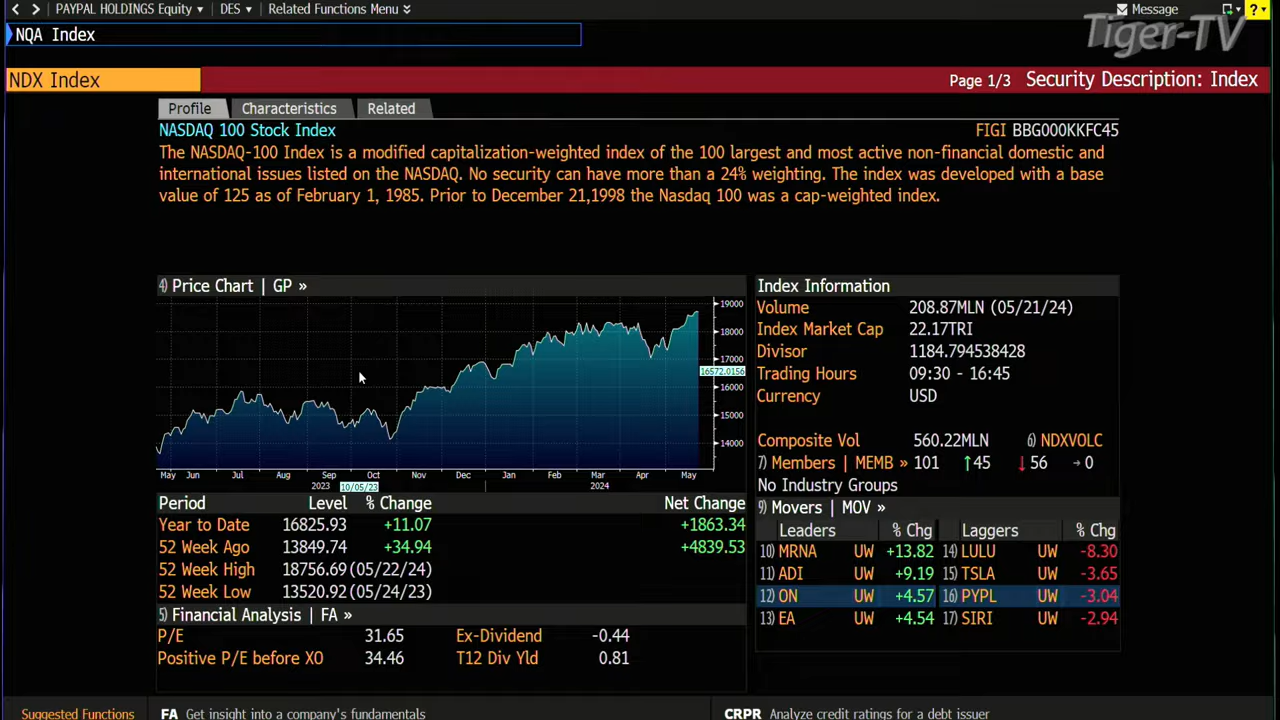 PAYPAL HOLDINGS Equity DES Related Functions Menu Message ?
NQA Index
Tiger-TV
NDX Index Page 1/3 Security Description: Index
Profile Characteristics Related
NASDAQ 100 Stock Index FIGI BBG000KKFC45
The NASDAQ-100 Index is a modified capitalization-weighted index of the 100 largest and most active non-financial domestic and
international issues listed on the NASDAQ. No security can have more than a 24% weighting. The index was developed with a base
value of 125 as of February 1, 1985. Prior to December 21,1998 the Nasdaq 100 was a cap-weighted index.
4) Price Chart | GP »
19000
18000
17000
16572.0156
16000
15000
14000
May Jun Jul Aug Sep Oct Nov Dec Jan Feb Mar Apr May
2023 10/05/23 2024
Period Level % Change Net Change
Year to Date 16825.93 +11.07 +1863.34
52 Week Ago 13849.74 +34.94 +4839.53
52 Week High 18756.69 (05/22/24)
52 Week Low 13520.92 (05/24/23)
5) Financial Analysis | FA »
P/E 31.65 Ex-Dividend -0.44
Positive P/E before XO 34.46 T12 Div Yld 0.81
Index Information
Volume 208.87MLN (05/21/24)
Index Market Cap 22.17TRI
Divisor 1184.794538428
Trading Hours 09:30 - 16:45
Currency USD
Composite Vol 560.22MLN 6) NDXVOLC
7) Members | MEMB » 101 ↑45 ↓56 →0
No Industry Groups
9) Movers | MOV »
Leaders % Chg Laggers % Chg
10) MRNA UW +13.82 14) LULU UW -8.30
11) ADI UW +9.19 15) TSLA UW -3.65
12) ON UW +4.57 16) PYPL UW -3.04
13) EA UW +4.54 17) SIRI UW -2.94
Suggested Functions FA Get insight into a company's fundamentals CRPR Analyze credit ratings for a debt issuer